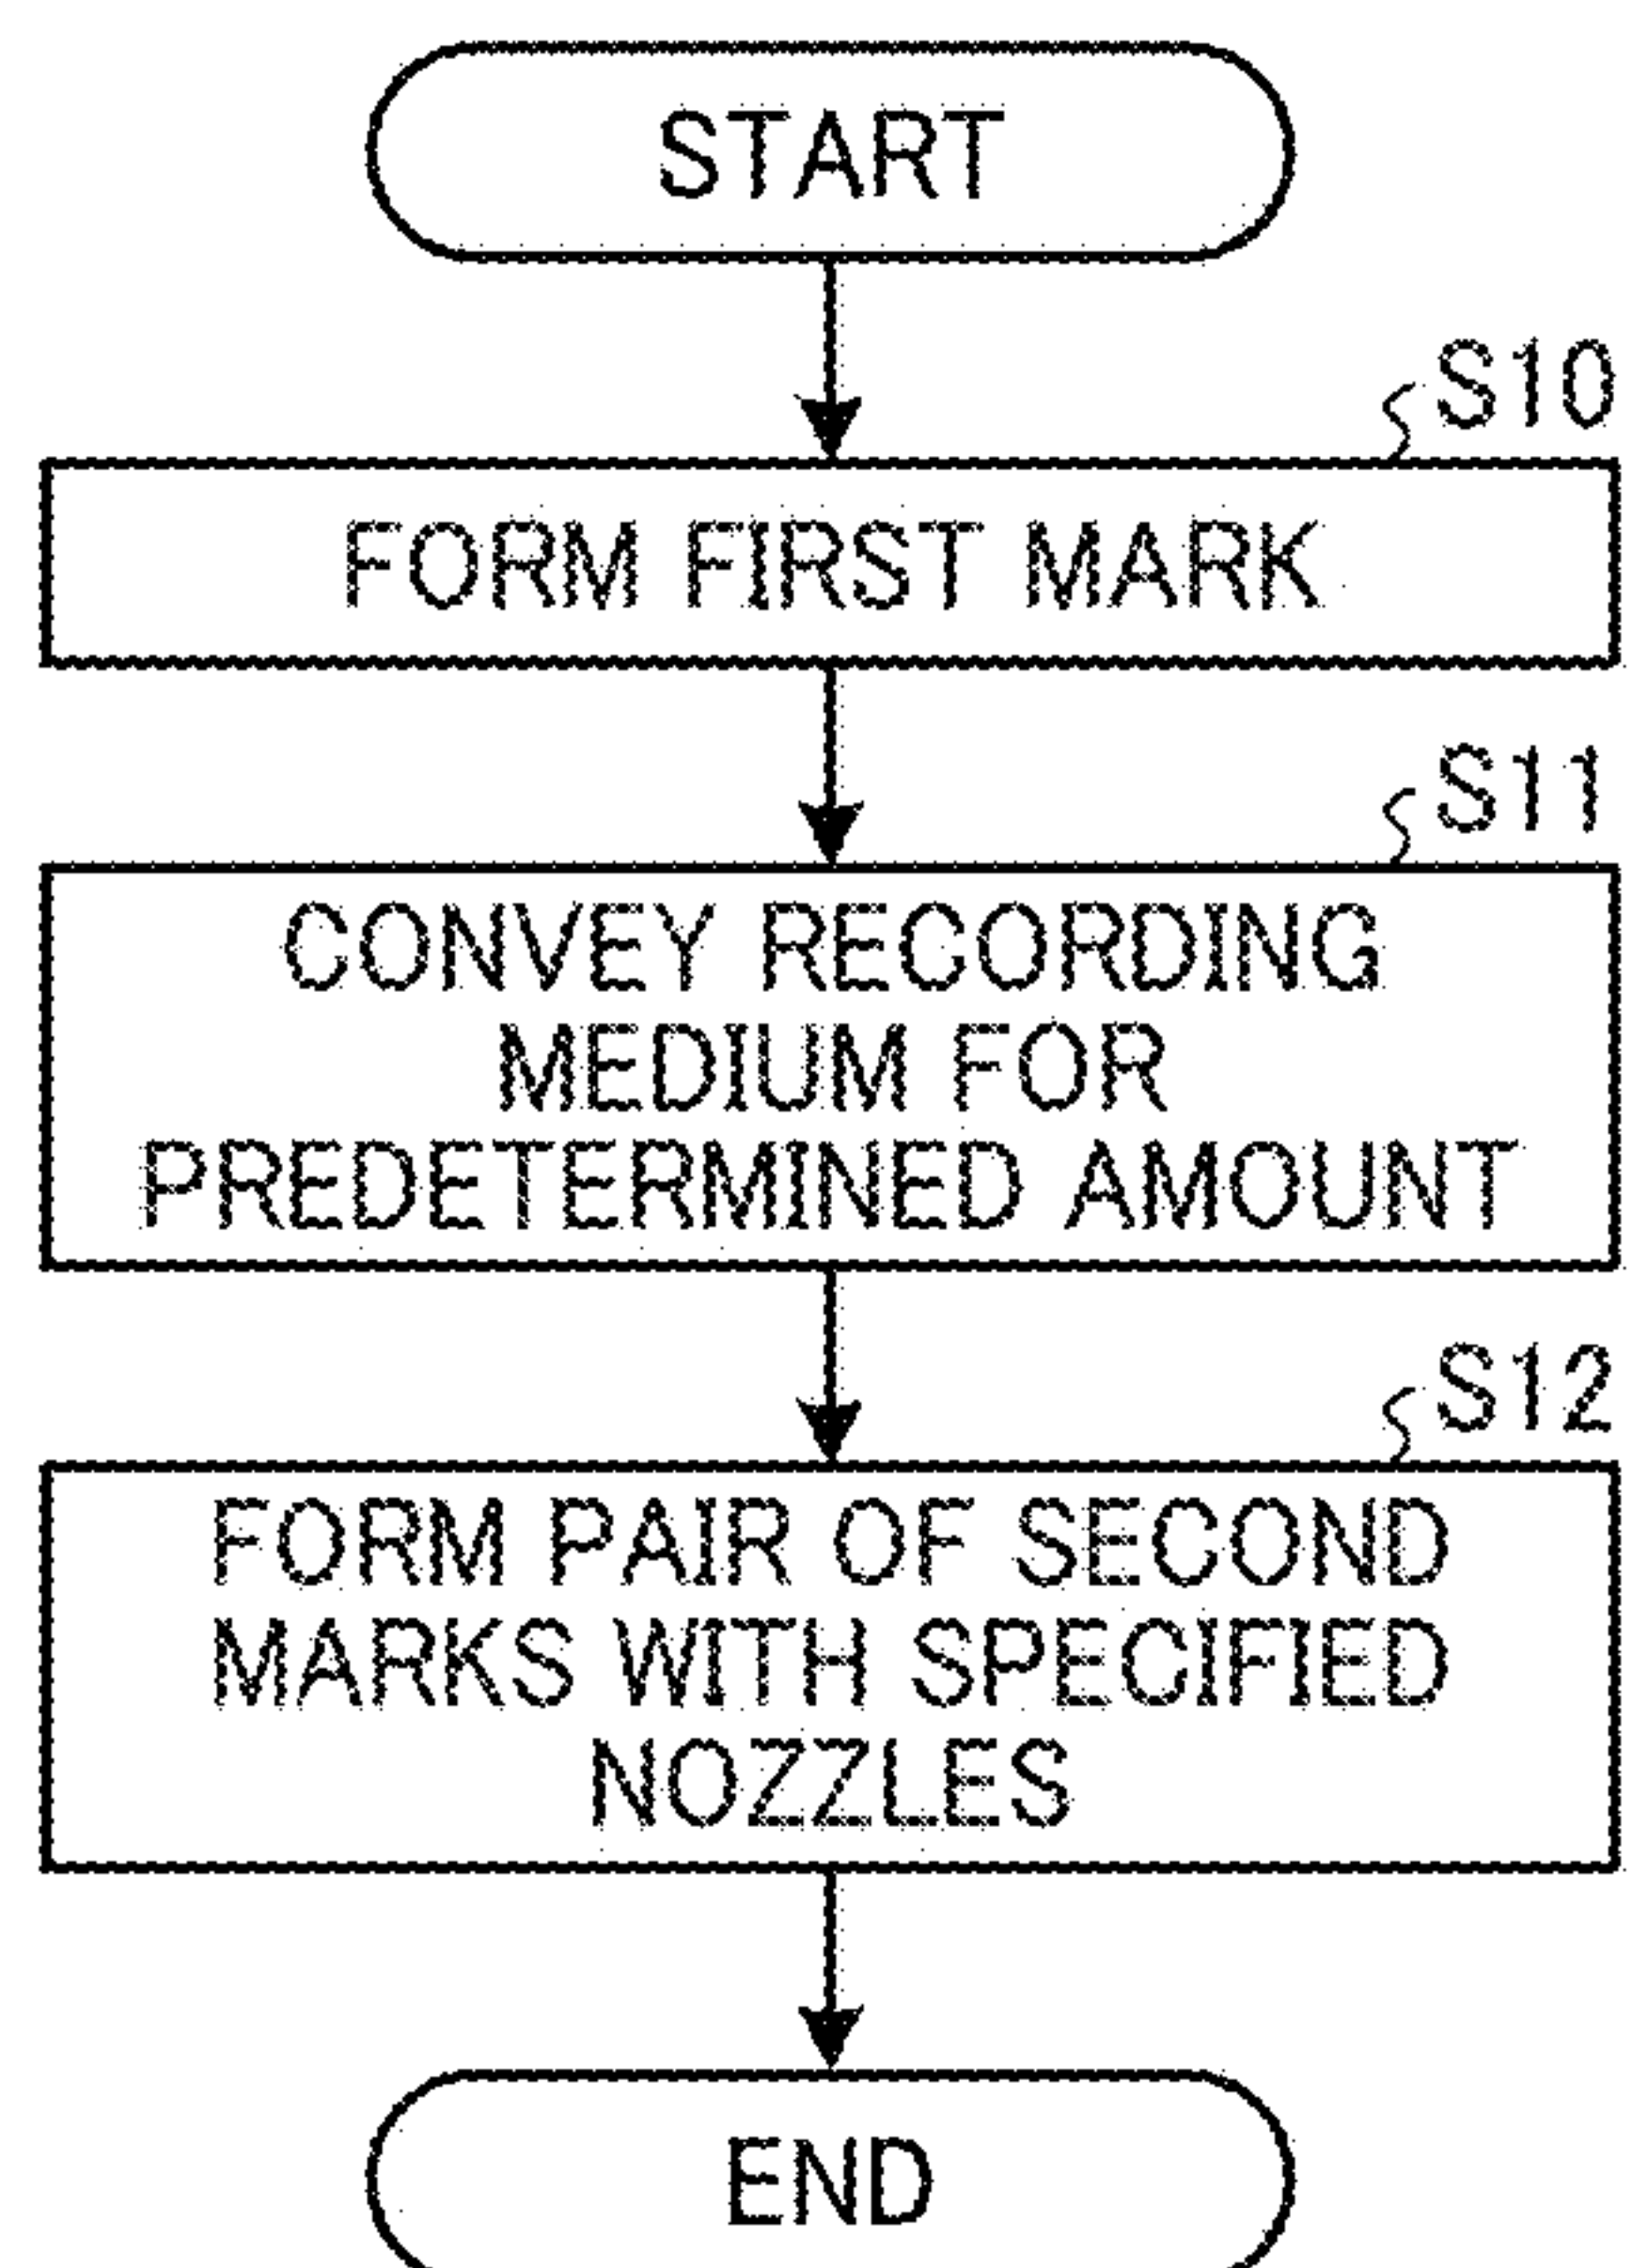 START
S10
FORM FIRST MARK
S11
CONVEY RECORDING
MEDIUM FOR
PREDETERMINED AMOUNT
S12
FORM PAIR OF SECOND
MARKS WITH SPECIFIED
NOZZLES
END